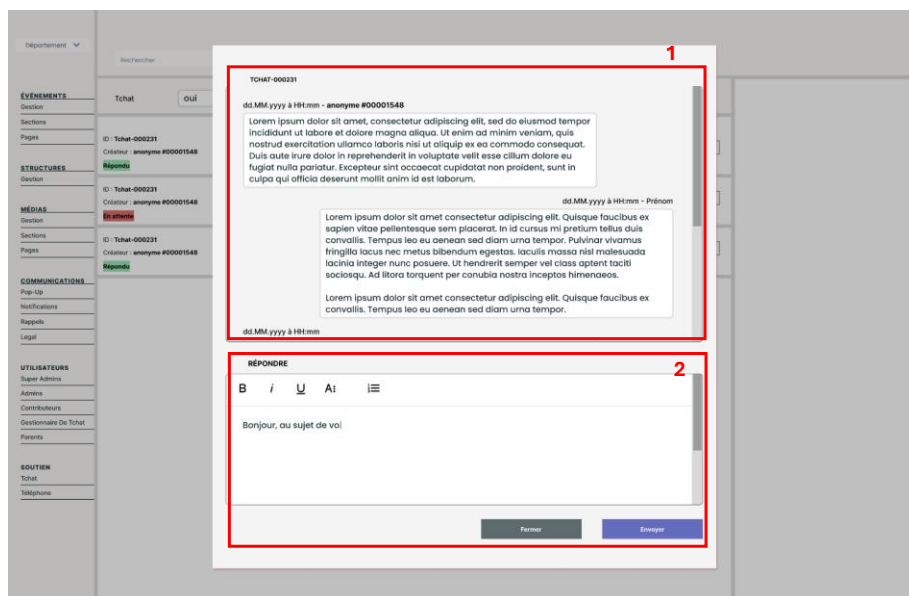 Département
Rechercher
ÉVÉNEMENTS
Gestion
Sections
Pages
STRUCTURES
Gestion
MÉDIAS
Gestion
Sections
Pages
COMMUNICATIONS
Pop-Up
Notifications
Rappels
Legal
UTILISATEURS
Super Admins
Admins
Contributeurs
Gestionnaire De Tchat
Parents
SOUTIEN
Tchat
Téléphone
Tchat
oui
ID : Tchat-000231
Créateur : anonyme #00001548
Répondu
ID : Tchat-000231
Créateur : anonyme #00001548
En attente
ID : Tchat-000231
Créateur : anonyme #00001548
Répondu
1
TCHAT-000231
dd.MM.yyyy à HH:mm - anonyme #00001548
Lorem ipsum dolor sit amet, consectetur adipiscing elit, sed do eiusmod tempor
incididunt ut labore et dolore magna aliqua. Ut enim ad minim veniam, quis
nostrud exercitation ullamco laboris nisi ut aliquip ex ea commodo consequat.
Duis aute irure dolor in reprehenderit in voluptate velit esse cillum dolore eu
fugiat nulla pariatur. Excepteur sint occaecat cupidatat non proident, sunt in
culpa qui officia deserunt mollit anim id est laborum.
dd.MM.yyyy à HH:mm - Prénom
Lorem ipsum dolor sit amet consectetur adipiscing elit. Quisque faucibus ex
sapien vitae pellentesque sem placerat. In id cursus mi pretium tellus duis
convallis. Tempus leo eu aenean sed diam urna tempor. Pulvinar vivamus
fringilla lacus nec metus bibendum egestas. Iaculis massa nisl malesuada
lacinia integer nunc posuere. Ut hendrerit semper vel class aptent taciti
sociosqu. Ad litora torquent per conubia nostra inceptos himenaeos.
Lorem ipsum dolor sit amet consectetur adipiscing elit. Quisque faucibus ex
convallis. Tempus leo eu aenean sed diam urna tempor.
dd.MM.yyyy à HH:mm
2
RÉPONDRE
B i U A
Bonjour, au sujet de vo
Fermer
Envoyer